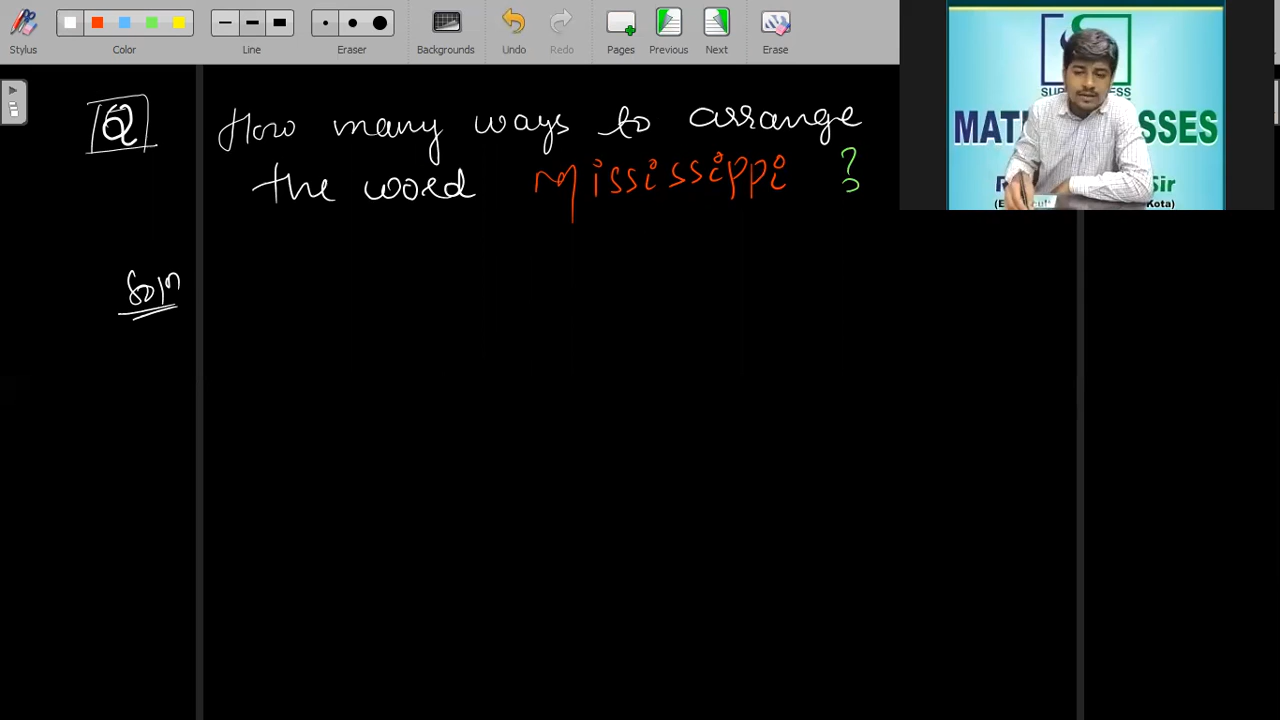 Stylus
Color
Line
Eraser
Backgrounds
Undo
Redo
Pages
Previous
Next
Erase
Q How many ways to arrange
the word Mississippi ?
Soln
MAT SSES
Sir
Kota)